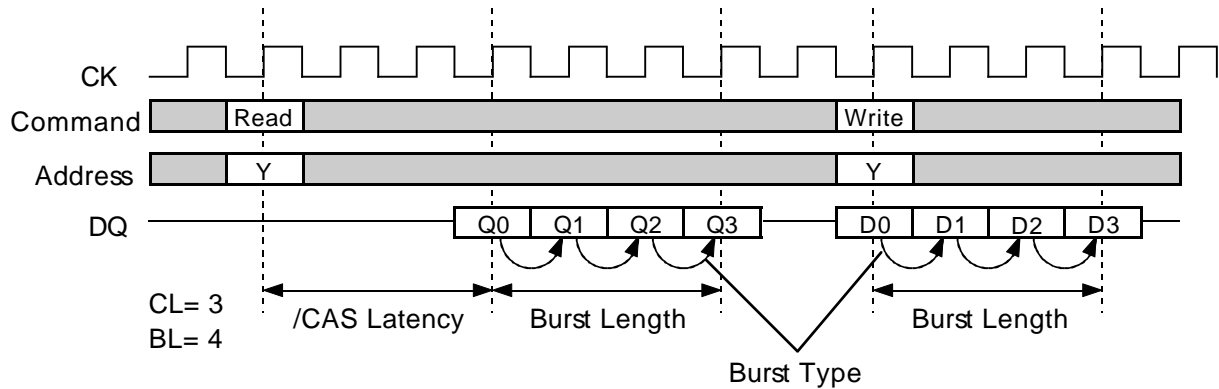 CK
Command Read Write
Address Y Y
DQ Q0 Q1 Q2 Q3 D0 D1 D2 D3
CL= 3
BL= 4
/CAS Latency Burst Length Burst Length
Burst Type